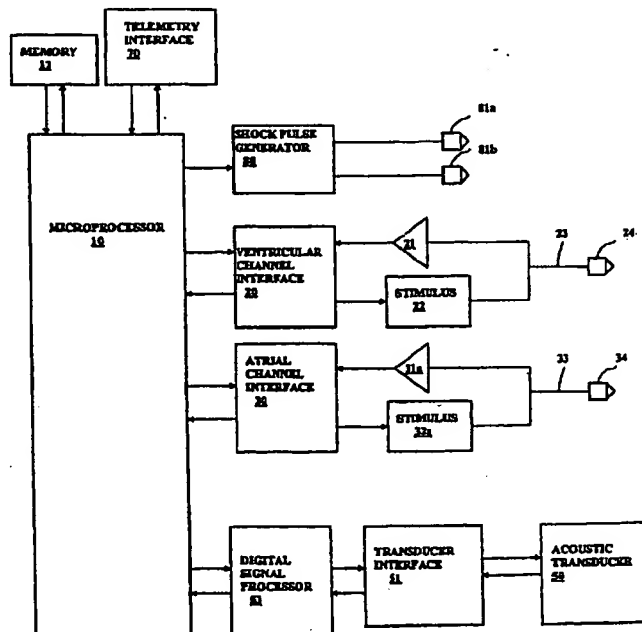 TELEMETRY
INTERFACE
70
MEMORY
SHOCK PULSE
GENERATOR
81a
81b
MICROPROCESSOR
10
VENTRICULAR
CHANNEL
INTERFACE
20
21
STIMULUS
22
23
24
ATRIAL
CHANNEL
INTERFACE
30
31a
STIMULUS
32a
33
34
DIGITAL
SIGNAL
PROCESSOR
TRANSDUCER
INTERFACE
51
ACOUSTIC
TRANSDUCER
50